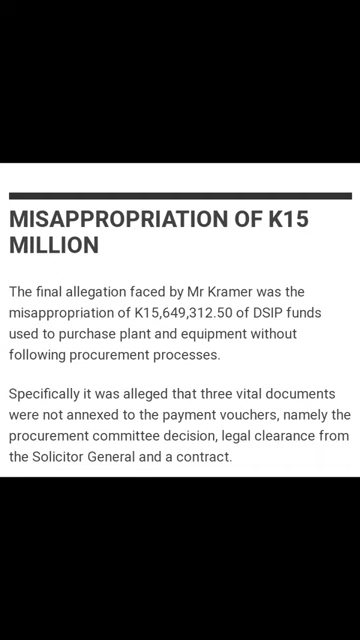 MISAPPROPRIATION OF K15
MILLION
The final allegation faced by Mr Kramer was the
misappropriation of K15,649,312.50 of DSIP funds
used to purchase plant and equipment without
following procurement processes.
Specifically it was alleged that three vital documents
were not annexed to the payment vouchers, namely the
procurement committee decision, legal clearance from
the Solicitor General and a contract.